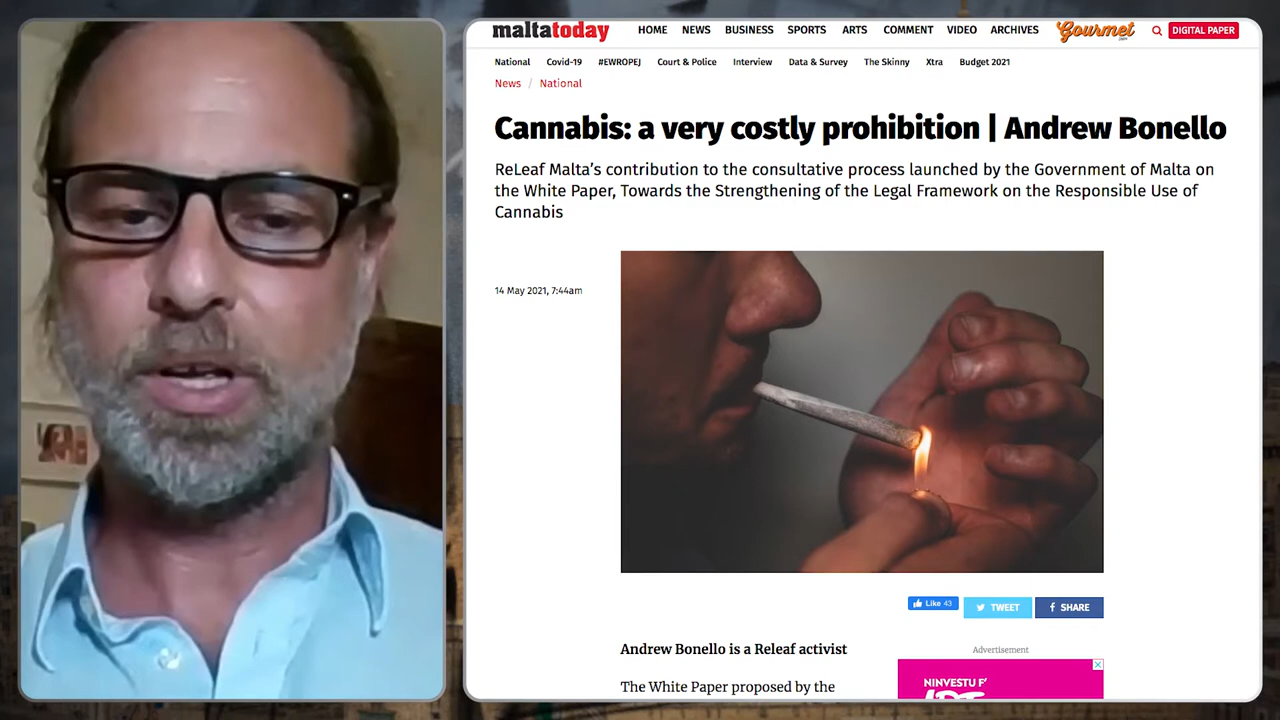 maltatoday
HOME NEWS BUSINESS SPORTS ARTS COMMENT VIDEO ARCHIVES Gourmet DIGITAL PAPER
National Covid-19 #EWROPEJ Court & Police Interview Data & Survey The Skinny Xtra Budget 2021
News / National
Cannabis: a very costly prohibition | Andrew Bonello
ReLeaf Malta’s contribution to the consultative process launched by the Government of Malta on
the White Paper, Towards the Strengthening of the Legal Framework on the Responsible Use of
Cannabis
14 May 2021, 7:44am
Like 43 TWEET SHARE
Andrew Bonello is a Releaf activist
Advertisement
The White Paper proposed by the
NINVESTU F’